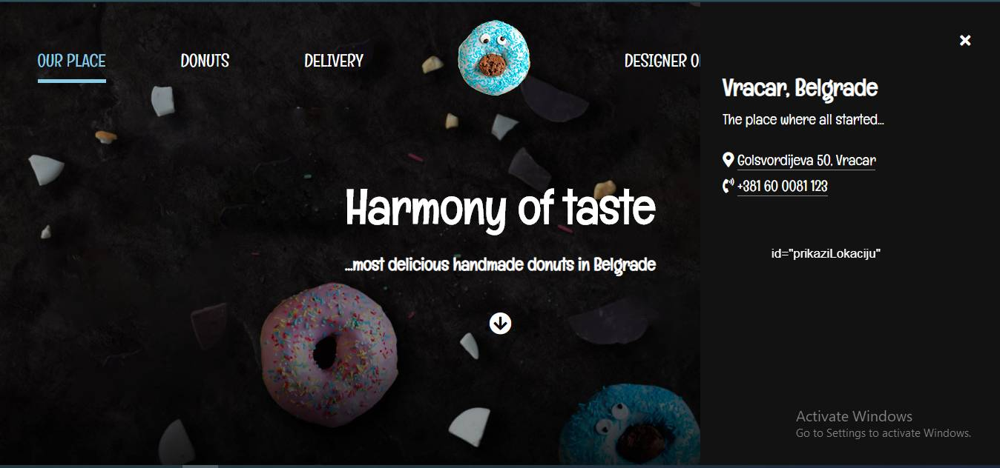 OUR PLACE
DONUTS
DELIVERY
DESIGNER
Vracar, Belgrade
The place where all started...
Golsvordijeva 50, Vracar
+381 60 0081 123
id="prikaziLokaciju"
Harmony of taste
...most delicious handmade donuts in Belgrade
Activate Windows
Go to Settings to activate Windows.